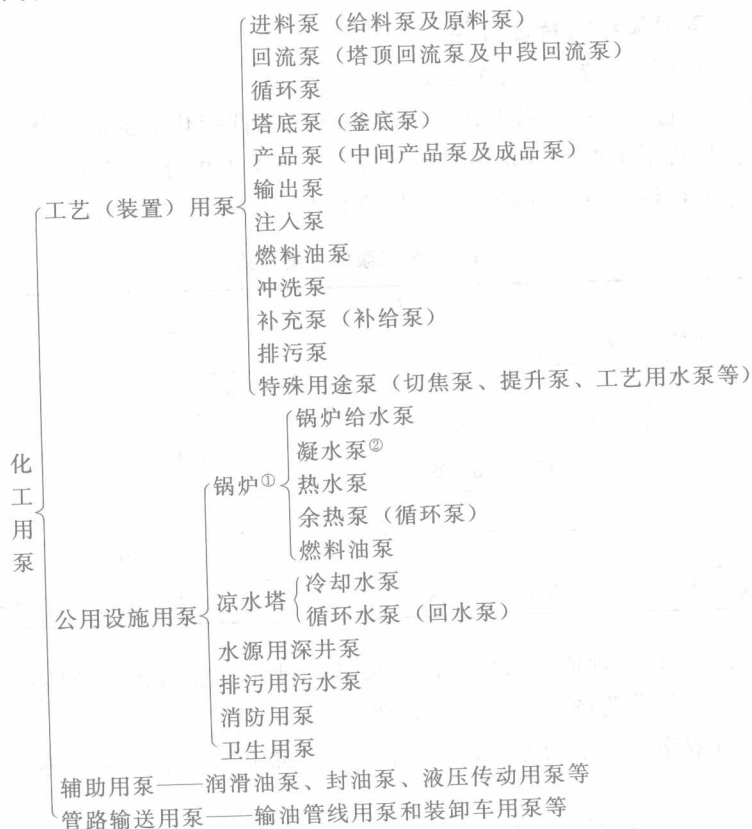 进料泵（给料泵及原料泵）
回流泵（塔顶回流泵及中段回流泵）
循环泵
塔底泵（釜底泵）
产品泵（中间产品泵及成品泵）
输出泵
工艺（装置）用泵
注入泵
燃料油泵
冲洗泵
补充泵（补给泵）
排污泵
特殊用途泵（切焦泵、提升泵、工艺用水泵等）
化工用泵
锅炉给水泵
凝水泵②
锅炉①
热水泵
余热泵（循环泵）
燃料油泵
公用设施用泵
凉水塔
冷却水泵
循环水泵（回水泵）
水源用深井泵
排污用污水泵
消防用泵
卫生用泵
辅助用泵——润滑油泵、封油泵、液压传动用泵等
管路输送用泵——输油管线用泵和装卸车用泵等